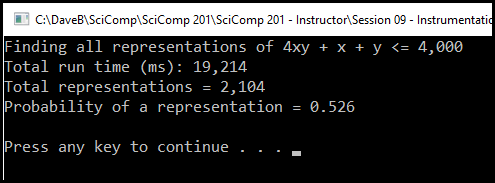 C:\DaveB\SciComp\SciComp 201\SciComp 201 - Instructor\Session 09 - Instrumentatio
Finding all representations of 4xy + x + y <= 4,000
Total run time (ms): 19,214
Total representations = 2,104
Probability of a representation = 0.526
Press any key to continue . . .